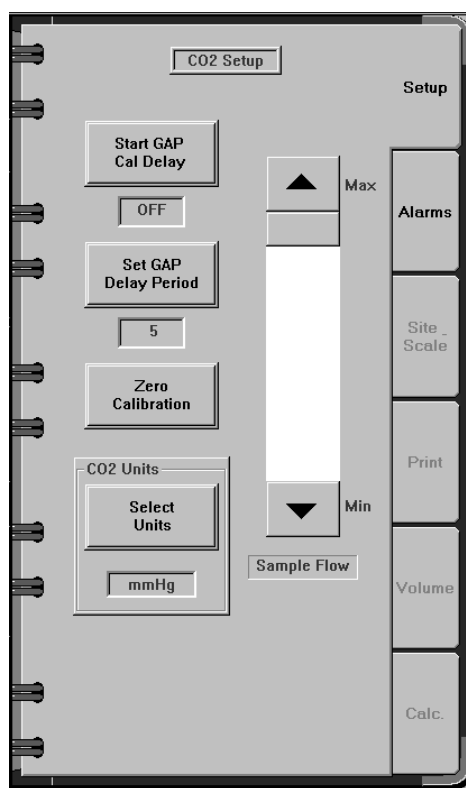 CO2 Setup
Setup
Start GAP
Cal Delay
OFF
Set GAP
Delay Period
5
Zero
Calibration
CO2 Units
Select
Units
mmHg
Max
Min
Sample Flow
Alarms
Site _
Scale
Print
Volume
Calc.